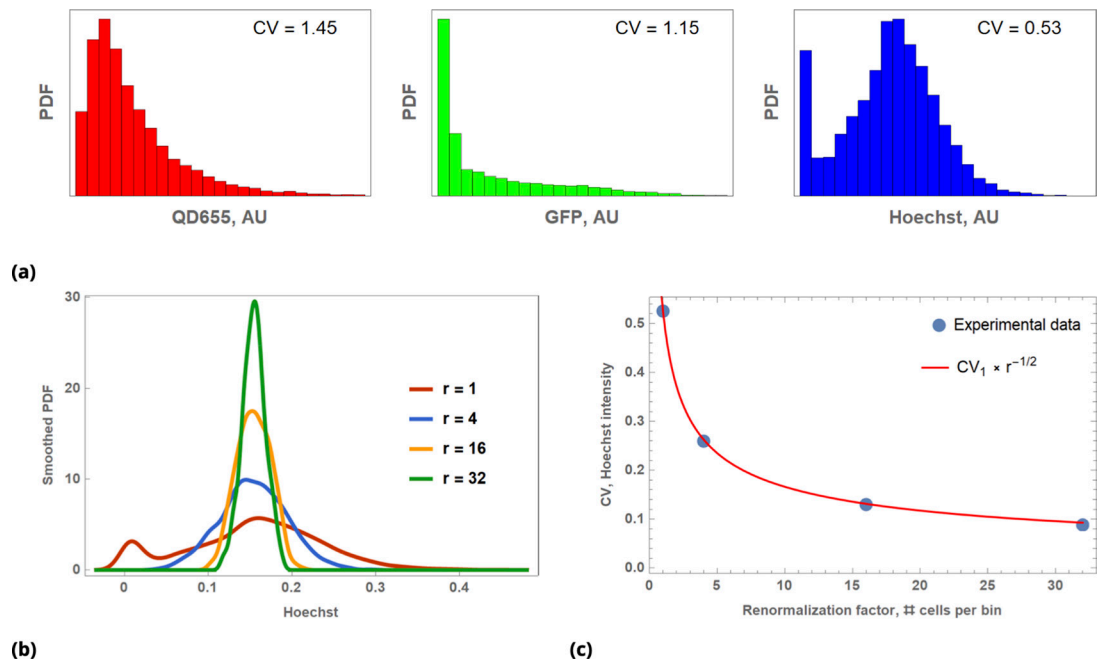 CV = 1.45
PDF
QD655, AU
CV = 1.15
PDF
GFP, AU
CV = 0.53
PDF
Hoechst, AU
(a)
30
20
10
0
Smoothed PDF
r = 1
r = 4
r = 16
r = 32
0
0.1
0.2
0.3
0.4
Hoechst
(b)
0.5
0.4
0.3
0.2
0.1
0.0
CV, Hoechst intensity
Experimental data
CV₁ × r⁻¹/²
0
5
10
15
20
25
30
Renormalization factor, # cells per bin
(c)